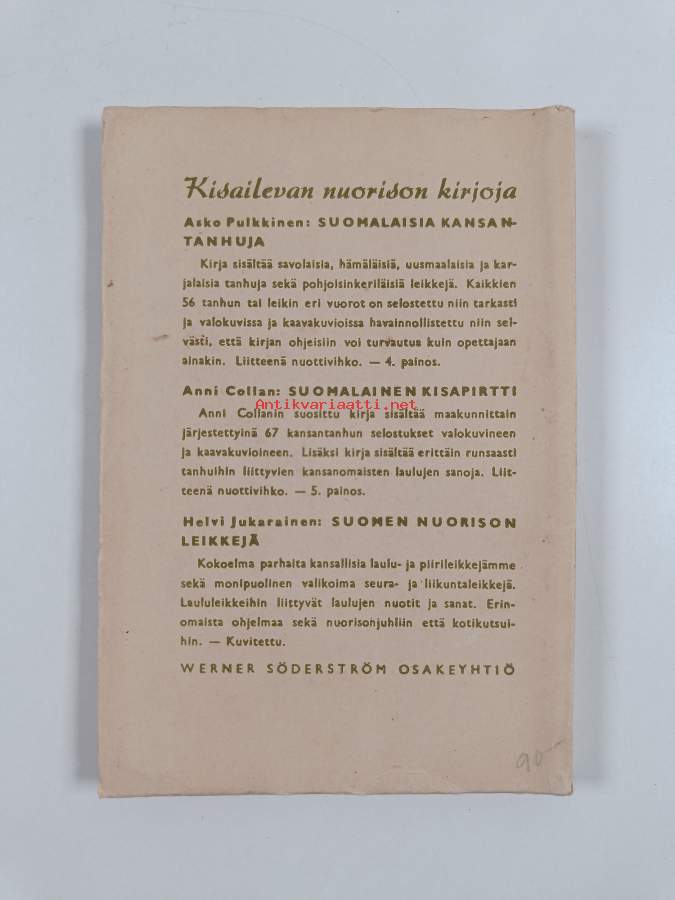 Kisailevan nuorison kirjoja
Asko Pulkkinen: SUOMALAISIA KANSAN-
TANHUJA
Kirja sisältää savolaisia, hämäläisiä, uusmaalaisia ja kar-
jalaisia tanhuja sekä pohjoisinkeriläisiä leikkejä. Kaikkien
56 tanhun tai leikin eri vuorot on selostettu niin tarkasti
ja valokuvissa ja kaavakuvioissa havainnollistettu niin sel-
västi, että kirjan ohjeisiin voi turvautua kuin opettajaan
ainakin. Liitteenä nuottivihko. — 4. painos.
Anni Collan: SUOMALAINEN KISAPIRTTI
Antikvariaatti.net
Anni Collanin suosittu kirja sisältää maakunnittain
järjestettyinä 67 kansantanhun selostukset valokuvineen
ja kaavakuvioineen. Lisäksi kirja sisältää erittäin runsaasti
tanhuihin liittyvien kansanomaisten laulujen sanoja. Liit-
teenä nuottivihko. — 5. painos.
Helvi Jukarainen: SUOMEN NUORISON
LEIKKEJÄ
Kokoelma parhaita kansallisia laulu- ja piirileikkejämme
sekä monipuolinen valikoima seura- ja liikuntaleikkejä.
Laululeikkeihin liittyvät laulujen nuotit ja sanat. Erin-
omaista ohjelmaa sekä nuorisonjuhliin että kotikutsui-
hin. — Kuvitettu.
WERNER SÖDERSTRÖM OSAKEYHTIÖ
90-